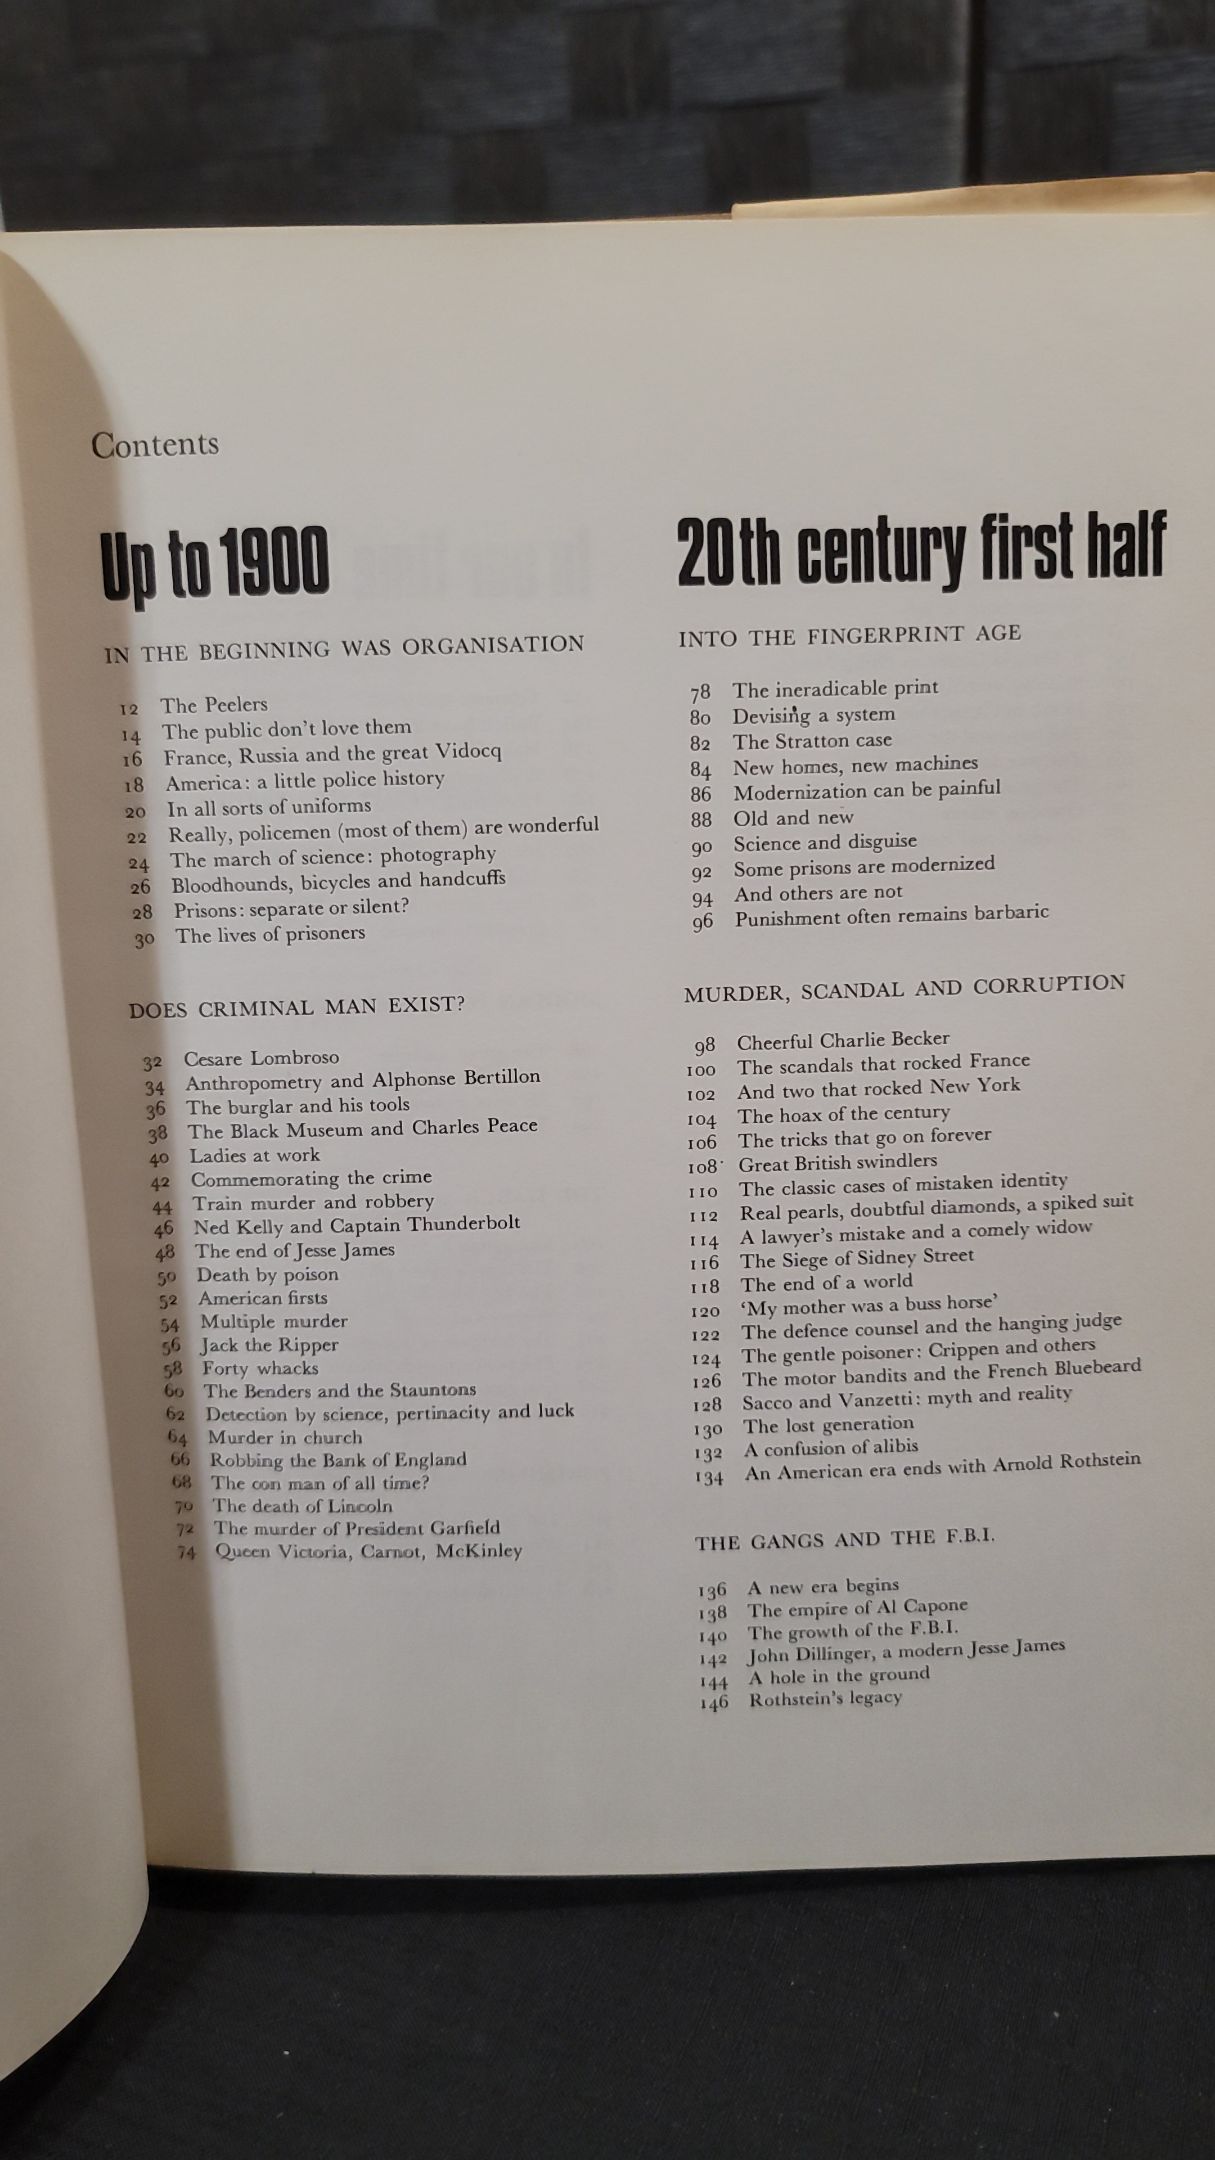 Contents
Up to 1900
IN THE BEGINNING WAS ORGANISATION
12 The Peelers
14 The public don't love them
16 France, Russia and the great Vidocq
18 America: a little police history
20 In all sorts of uniforms
22 Really, policemen (most of them) are wonderful
24 The march of science: photography
26 Bloodhounds, bicycles and handcuffs
28 Prisons: separate or silent?
30 The lives of prisoners
DOES CRIMINAL MAN EXIST?
32 Cesare Lombroso
34 Anthropometry and Alphonse Bertillon
36 The burglar and his tools
38 The Black Museum and Charles Peace
40 Ladies at work
42 Commemorating the crime
44 Train murder and robbery
46 Ned Kelly and Captain Thunderbolt
48 The end of Jesse James
50 Death by poison
52 American firsts
54 Multiple murder
56 Jack the Ripper
58 Forty whacks
60 The Benders and the Stauntons
62 Detection by science, pertinacity and luck
64 Murder in church
66 Robbing the Bank of England
68 The con man of all time?
70 The death of Lincoln
72 The murder of President Garfield
74 Queen Victoria, Carnot, McKinley
20th century first half
INTO THE FINGERPRINT AGE
78 The ineradicable print
80 Devising a system
82 The Stratton case
84 New homes, new machines
86 Modernization can be painful
88 Old and new
90 Science and disguise
92 Some prisons are modernized
94 And others are not
96 Punishment often remains barbaric
MURDER, SCANDAL AND CORRUPTION
98 Cheerful Charlie Becker
100 The scandals that rocked France
102 And two that rocked New York
104 The hoax of the century
106 The tricks that go on forever
108 Great British swindlers
110 The classic cases of mistaken identity
112 Real pearls, doubtful diamonds, a spiked suit
114 A lawyer's mistake and a comely widow
116 The Siege of Sidney Street
118 The end of a world
120 'My mother was a buss horse'
122 The defence counsel and the hanging judge
124 The gentle poisoner: Crippen and others
126 The motor bandits and the French Bluebeard
128 Sacco and Vanzetti: myth and reality
130 The lost generation
132 A confusion of alibis
134 An American era ends with Arnold Rothstein
THE GANGS AND THE F.B.I.
136 A new era begins
138 The empire of Al Capone
140 The growth of the F.B.I.
142 John Dillinger, a modern Jesse James
144 A hole in the ground
146 Rothstein's legacy